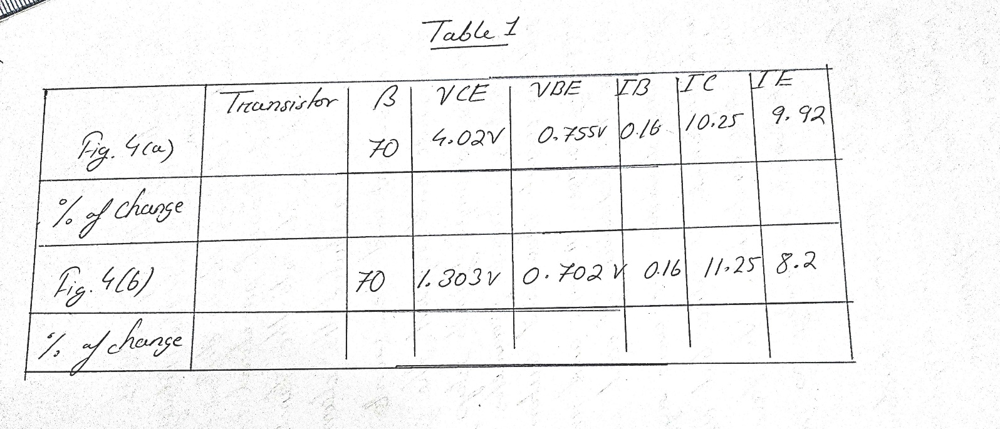 Table 1
Transistor β VCE VBE IB IC IE
Fig. 4(a) 70 4.02V 0.755V 0.16 10.25 9.92
% of change
Fig. 4(b) 70 1.303V 0.702V 0.16 11.25 8.2
% of change